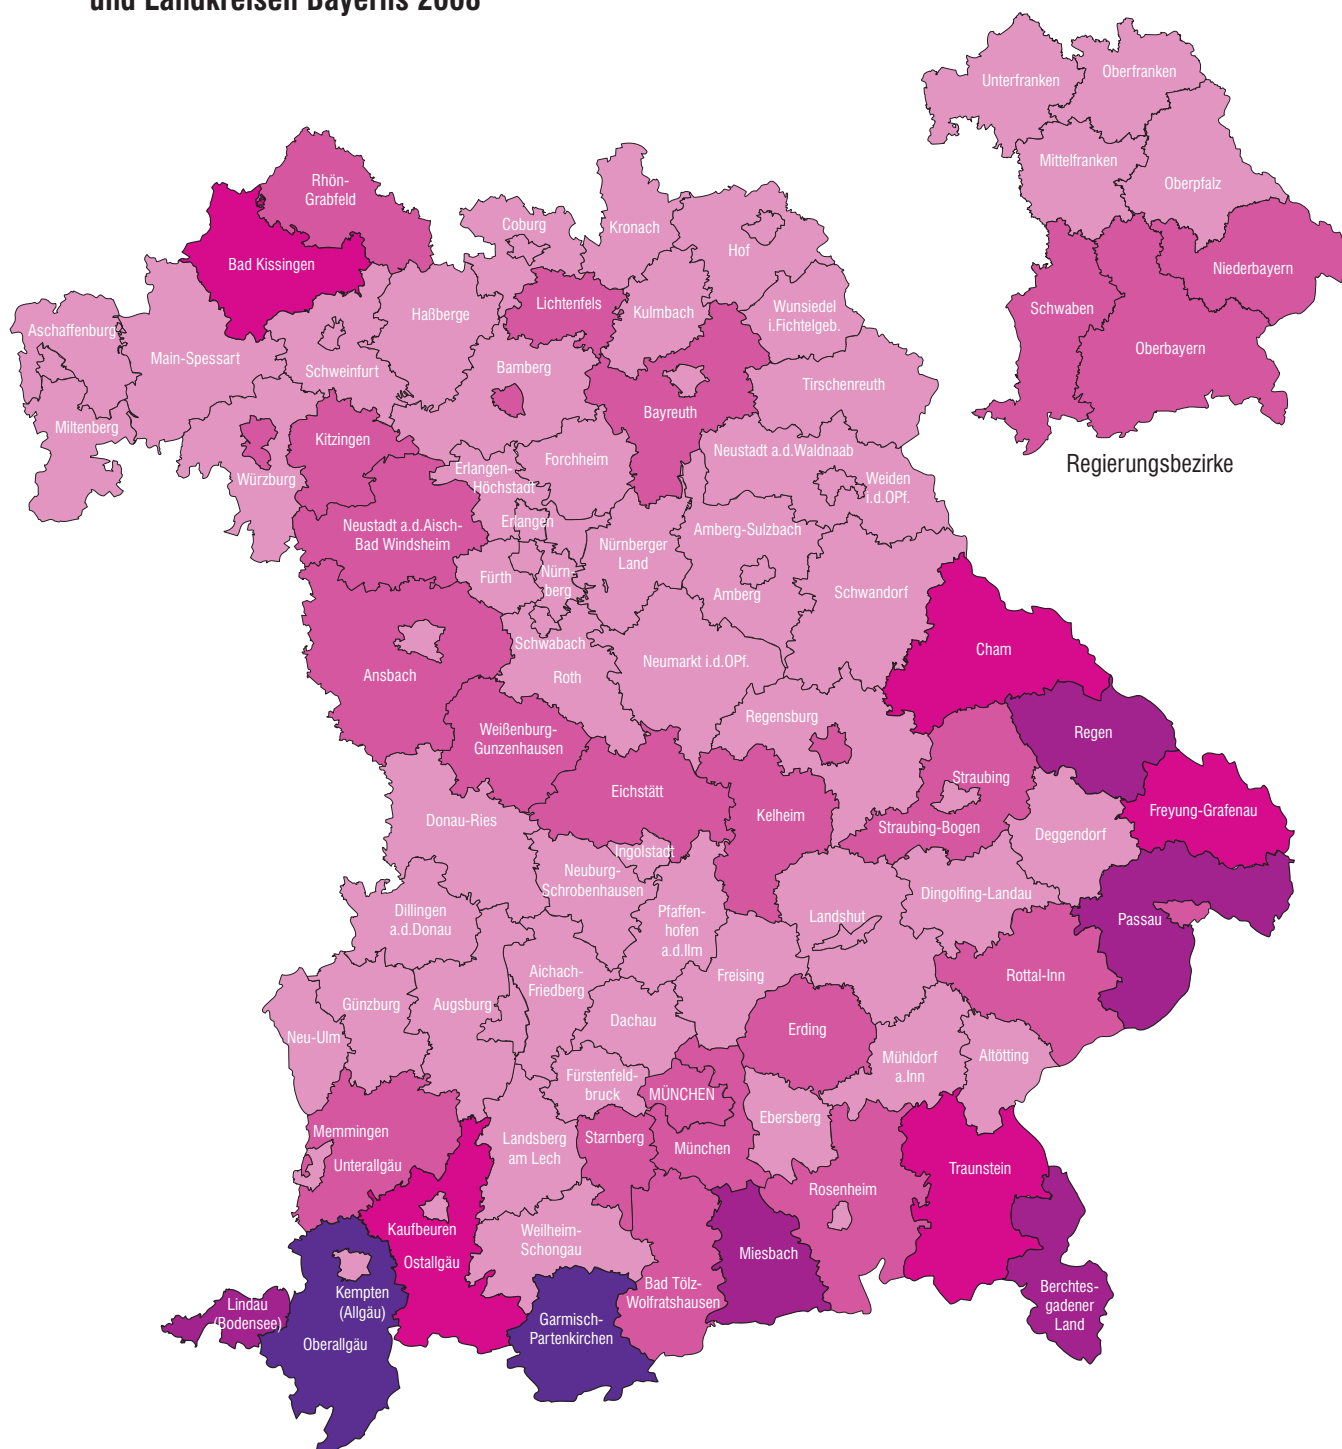 und Landkreisen Bayerns 2008
Unterfranken
Oberfranken
Mittelfranken
Oberpfalz
Niederbayern
Schwaben
Oberbayern
Regierungsbezirke
Rhön-
Grabfeld
Bad Kissingen
Coburg
Kronach
Hof
Lichtenfels
Kulmbach
Wunsiedel
i.Fichtelgeb.
Haßberge
Aschaffenburg
Main-Spessart
Schweinfurt
Bamberg
Tirschenreuth
Bayreuth
Miltenberg
Kitzingen
Würzburg
Erlangen-
Höchstadt
Forchheim
Neustadt a.d.Waldnaab
Weiden
i.d.OPf.
Neustadt a.d.Aisch-
Bad Windsheim
Erlangen
Nürnberger
Land
Amberg-Sulzbach
Fürth
Nürn-
berg
Amberg
Schwandorf
Schwabach
Roth
Neumarkt i.d.OPf.
Cham
Ansbach
Weißenburg-
Gunzenhausen
Regensburg
Regen
Eichstätt
Straubing
Kelheim
Freyung-Grafenau
Donau-Ries
Straubing-Bogen
Deggendorf
Ingolstadt
Neuburg-
Schrobenhausen
Dingolfing-Landau
Dillingen
a.d.Donau
Pfaffen-
hofen
a.d.Ilm
Landshut
Passau
Aichach-
Friedberg
Freising
Rottal-Inn
Günzburg
Augsburg
Dachau
Erding
Neu-Ulm
Mühldorf
a.Inn
Altötting
Fürstenfeld-
bruck
MÜNCHEN
Ebersberg
Memmingen
Unterallgäu
Landsberg
am Lech
Starnberg
München
Traunstein
Rosenheim
Kaufbeuren
Ostallgäu
Weilheim-
Schongau
Miesbach
Bad Tölz-
Wolfratshausen
Berchtes-
gadener
Land
Lindau
(Bodensee)
Kempten
(Allgäu)
Oberallgäu
Garmisch-
Partenkirchen